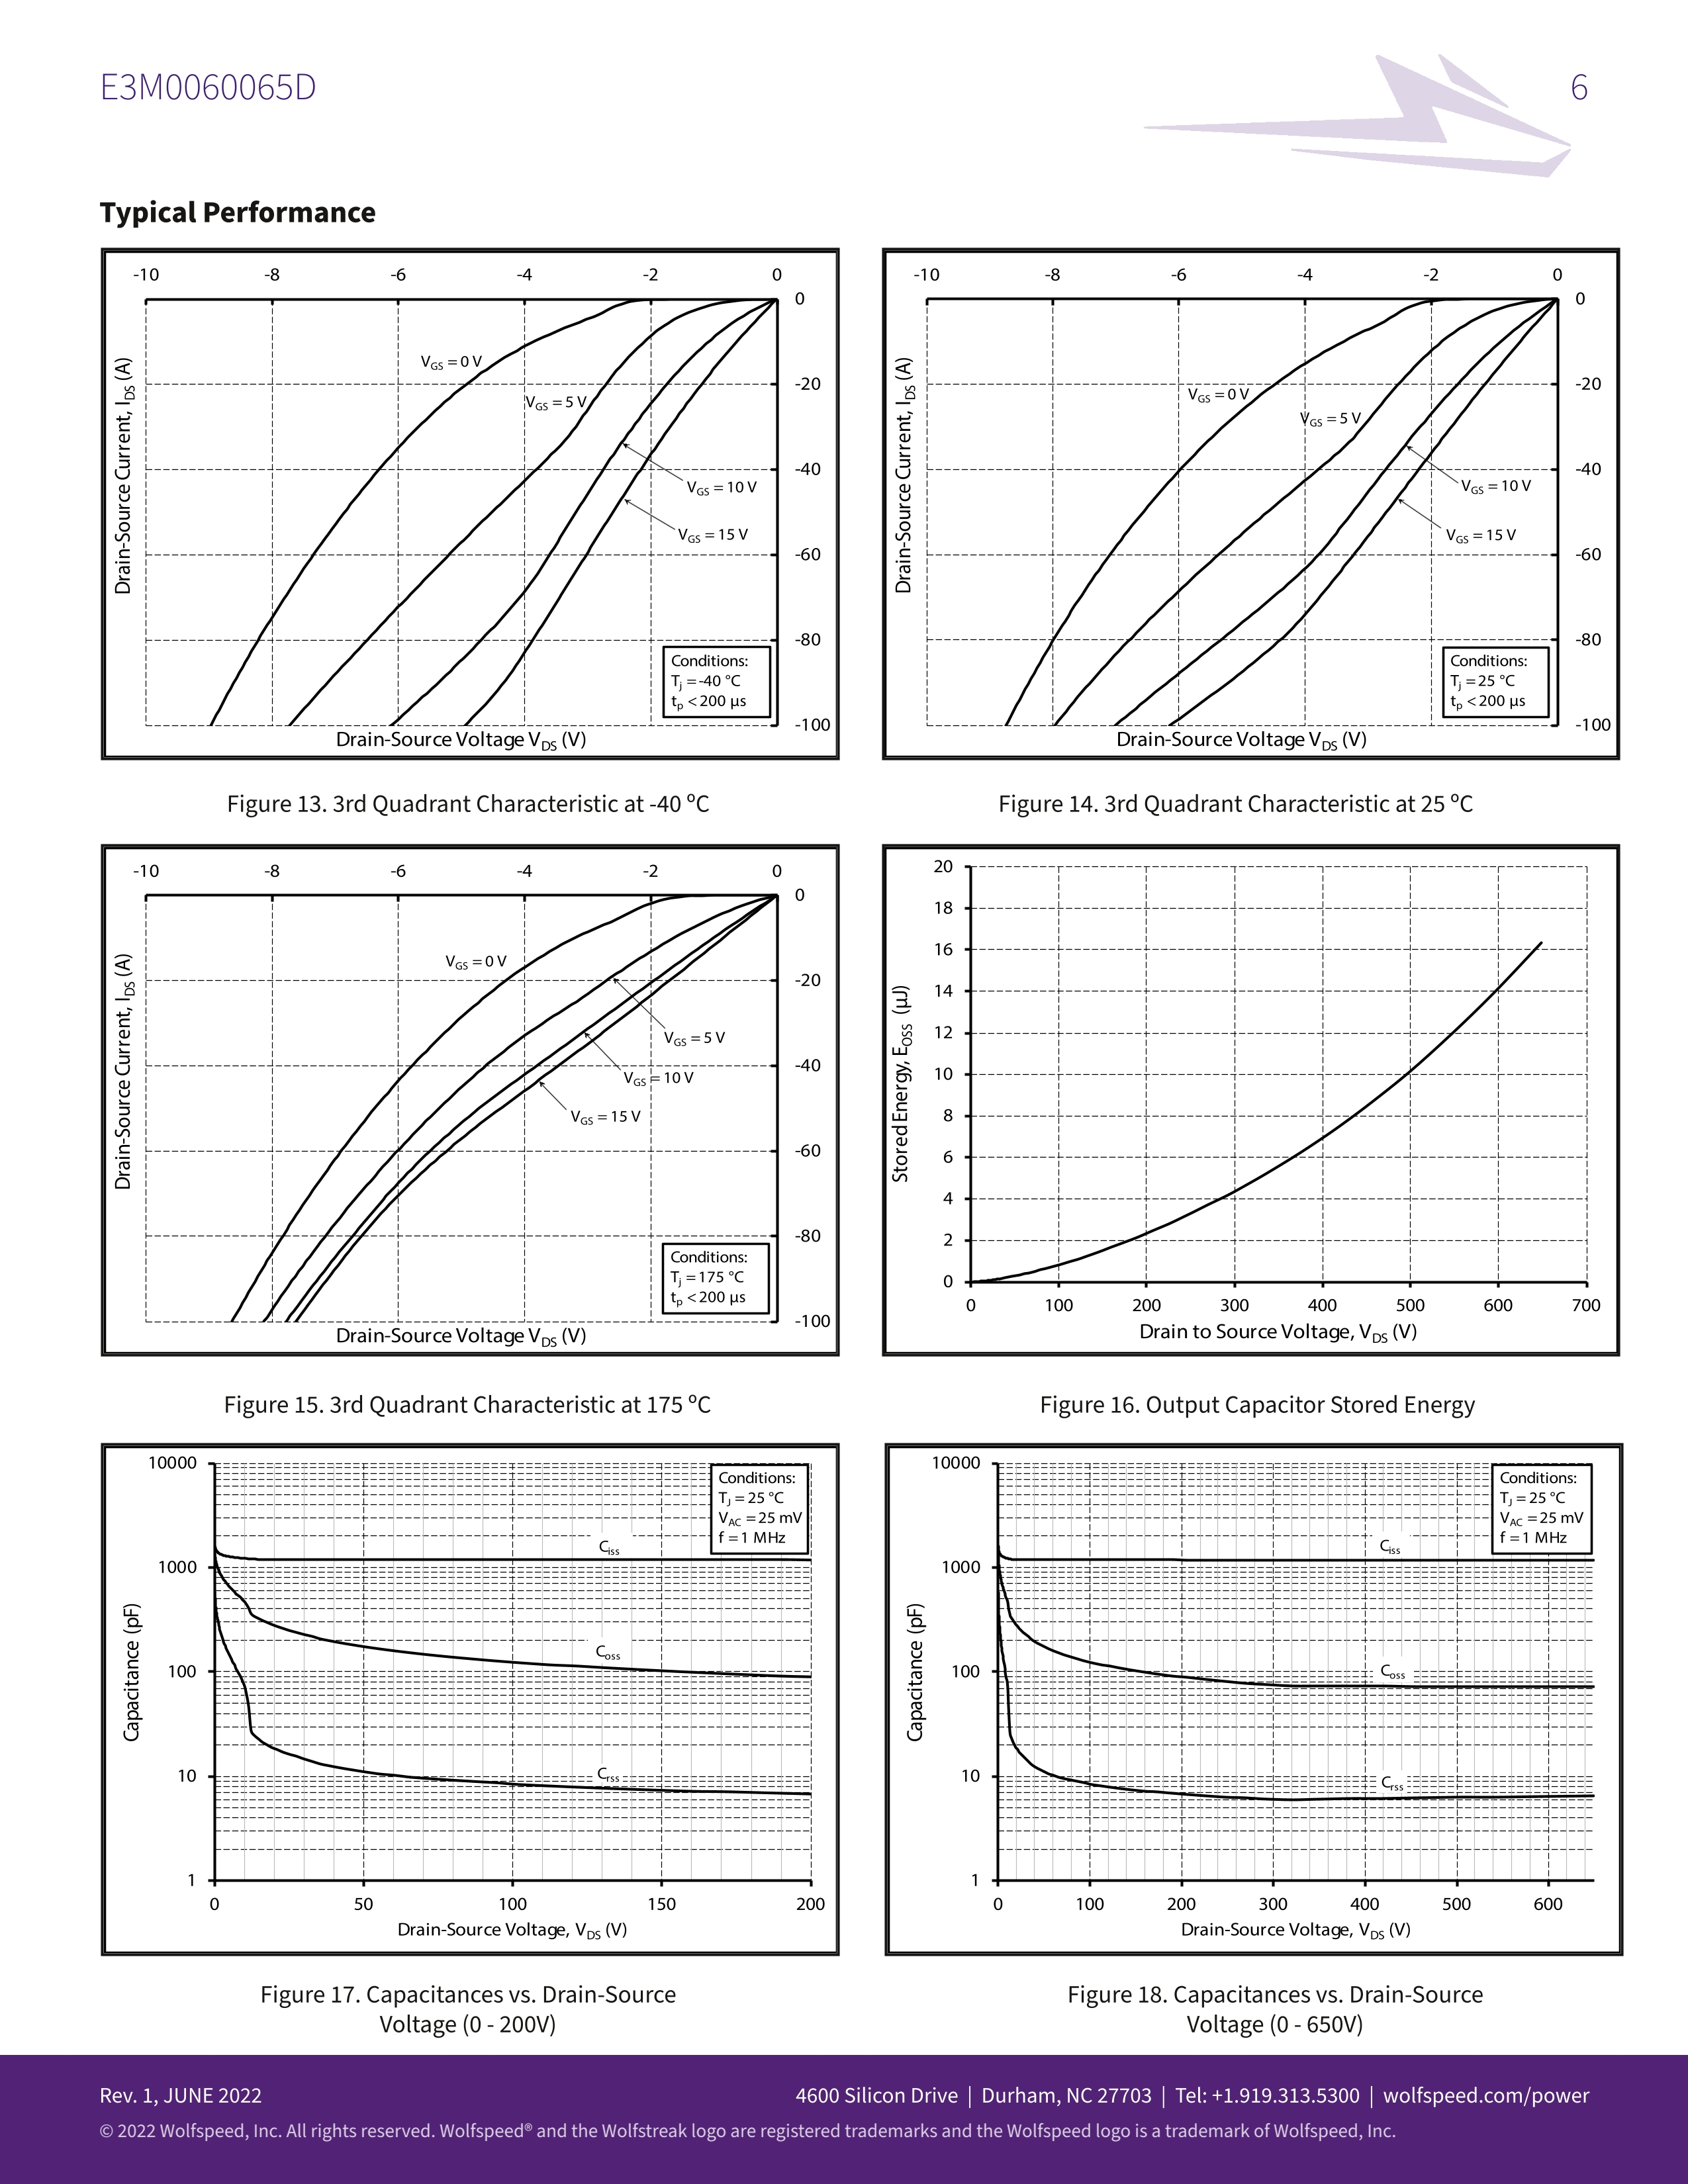 E3M0060065D
6
Typical Performance
-10 -8 -6 -4 -2 0
0
-20
-40
-60
-80
-100
Drain-Source Current, IDS (A)
VGS = 0 V
VGS = 5 V
VGS = 10 V
VGS = 15 V
Conditions:
Tj = -40 °C
tp < 200 µs
Drain-Source Voltage VDS (V)
Figure 13. 3rd Quadrant Characteristic at -40 ºC
-10 -8 -6 -4 -2 0
0
-20
-40
-60
-80
-100
Drain-Source Current, IDS (A)
VGS = 0 V
VGS = 5 V
VGS = 10 V
VGS = 15 V
Conditions:
Tj = 25 °C
tp < 200 µs
Drain-Source Voltage VDS (V)
Figure 14. 3rd Quadrant Characteristic at 25 ºC
-10 -8 -6 -4 -2 0
0
-20
-40
-60
-80
-100
Drain-Source Current, IDS (A)
VGS = 0 V
VGS = 5 V
VGS = 10 V
VGS = 15 V
Conditions:
Tj = 175 °C
tp < 200 µs
Drain-Source Voltage VDS (V)
Figure 15. 3rd Quadrant Characteristic at 175 ºC
20
18
16
14
12
10
8
6
4
2
0
Stored Energy, EOSS (µJ)
0 100 200 300 400 500 600 700
Drain to Source Voltage, VDS (V)
Figure 16. Output Capacitor Stored Energy
10000
1000
100
10
1
Capacitance (pF)
Conditions:
TJ = 25 °C
VAC = 25 mV
f = 1 MHz
Ciss
Coss
Crss
0 50 100 150 200
Drain-Source Voltage, VDS (V)
Figure 17. Capacitances vs. Drain-Source
Voltage (0 - 200V)
10000
1000
100
10
1
Capacitance (pF)
Conditions:
TJ = 25 °C
VAC = 25 mV
f = 1 MHz
Ciss
Coss
Crss
0 100 200 300 400 500 600
Drain-Source Voltage, VDS (V)
Figure 18. Capacitances vs. Drain-Source
Voltage (0 - 650V)
Rev. 1, JUNE 2022
4600 Silicon Drive | Durham, NC 27703 | Tel: +1.919.313.5300 | wolfspeed.com/power
© 2022 Wolfspeed, Inc. All rights reserved. Wolfspeed® and the Wolfstreak logo are registered trademarks and the Wolfspeed logo is a trademark of Wolfspeed, Inc.